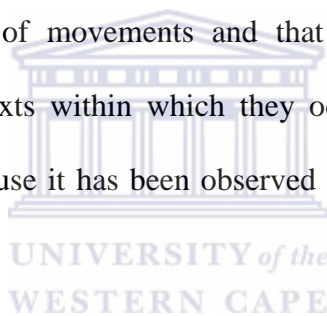 of movements and that
xts within which they oc
use it has been observed
UNIVERSITY of the
WESTERN CAPE